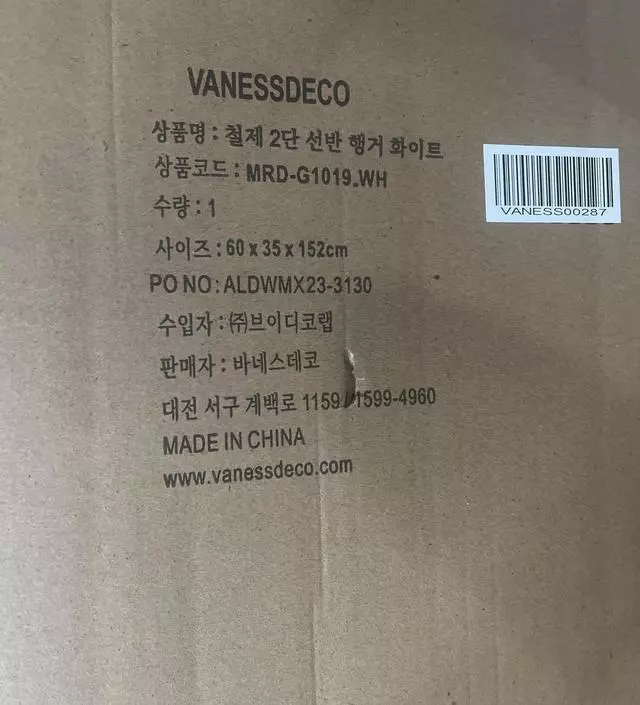 VANESSDECO
상품명 : 철제 2단 선반 행거 화이트
상품코드 : MRD-G1019.WH
수량 : 1
사이즈 : 60 x 35 x 152cm
PO NO : ALDWMX23-3130
수입자 : ㈜브이디코랩
판매자 : 바네스데코
대전 서구 계백로 1159 / 1599-4960
MADE IN CHINA
www.vanessdeco.com
VANESS00287